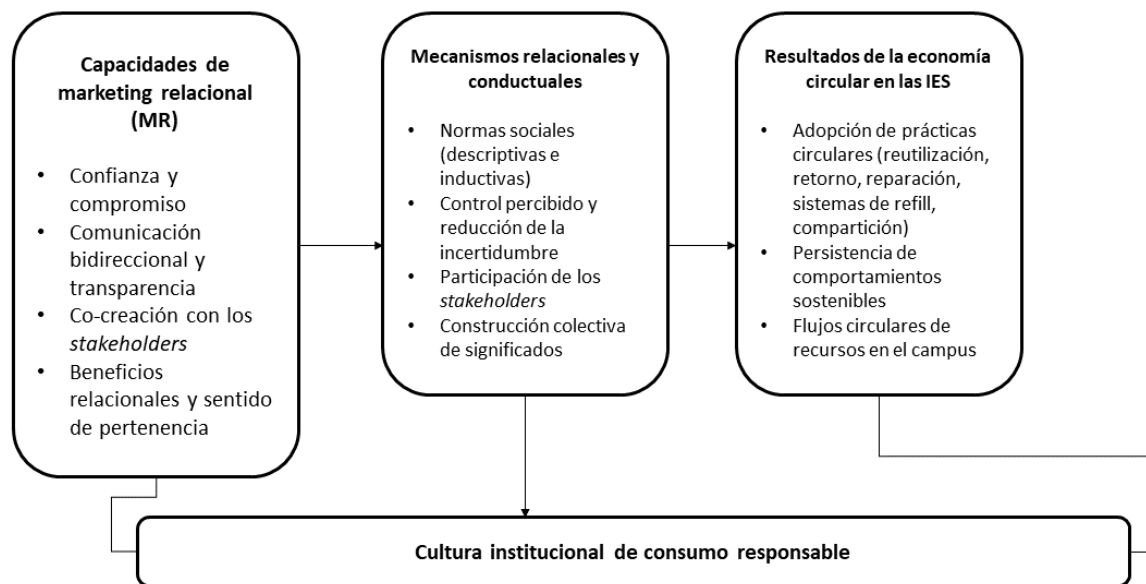 Capacidades de
marketing relacional
(MR)
• Confianza y
compromiso
• Comunicación
bidireccional y
transparencia
• Co-creación con los
stakeholders
• Beneficios
relacionales y sentido
de pertenencia
Mecanismos relacionales y
conductuales
• Normas sociales
(descriptivas e
inductivas)
• Control percibido y
reducción de la
incertidumbre
• Participación de los
stakeholders
• Construcción colectiva
de significados
Resultados de la economía
circular en las IES
• Adopción de prácticas
circulares (reutilización,
retorno, reparación,
sistemas de refill,
compartición)
• Persistencia de
comportamientos
sostenibles
• Flujos circulares de
recursos en el campus
Cultura institucional de consumo responsable